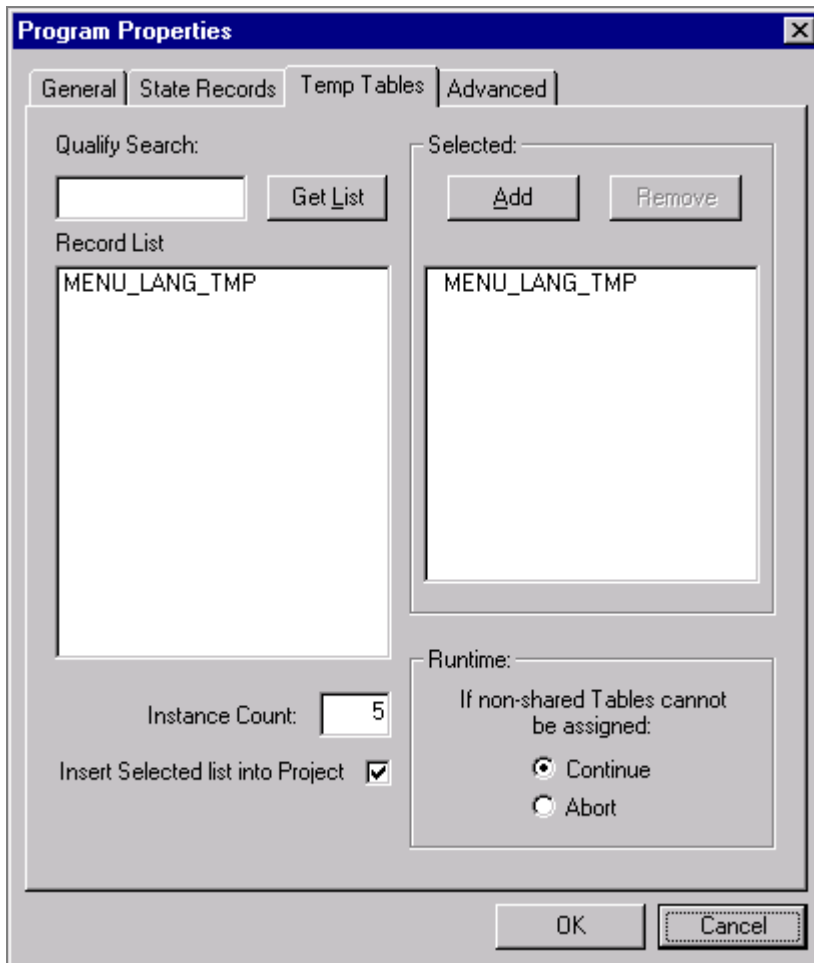 Program Properties
General
State Records
Temp Tables
Advanced
Qualify Search:
Get List
Record List
MENU_LANG_TMP
Selected:
Add
Remove
MENU_LANG_TMP
Instance Count: 5
Insert Selected list into Project
Runtime:
If non-shared Tables cannot
be assigned:
Continue
Abort
OK
Cancel